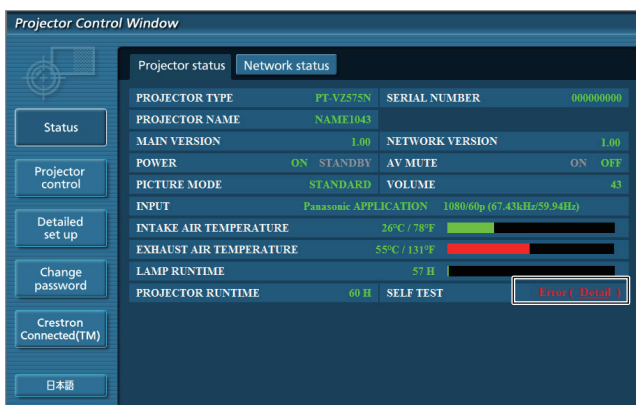 Projector Control Window
Projector status Network status
Status
Projector control
Detailed set up
Change password
Crestron Connected(TM)
日本語
PROJECTOR TYPE PT-VZ575N SERIAL NUMBER 000000000
PROJECTOR NAME NAME1043
MAIN VERSION 1.00 NETWORK VERSION 1.00
POWER ON STANDBY AV MUTE ON OFF
PICTURE MODE STANDARD VOLUME 43
INPUT Panasonic APPLICATION 1080/60p (67.43kHz/59.94Hz)
INTAKE AIR TEMPERATURE 26°C / 78°F
EXHAUST AIR TEMPERATURE 55°C / 131°F
LAMP RUNTIME 57 H
PROJECTOR RUNTIME 60 H SELF TEST Error ( Detail )